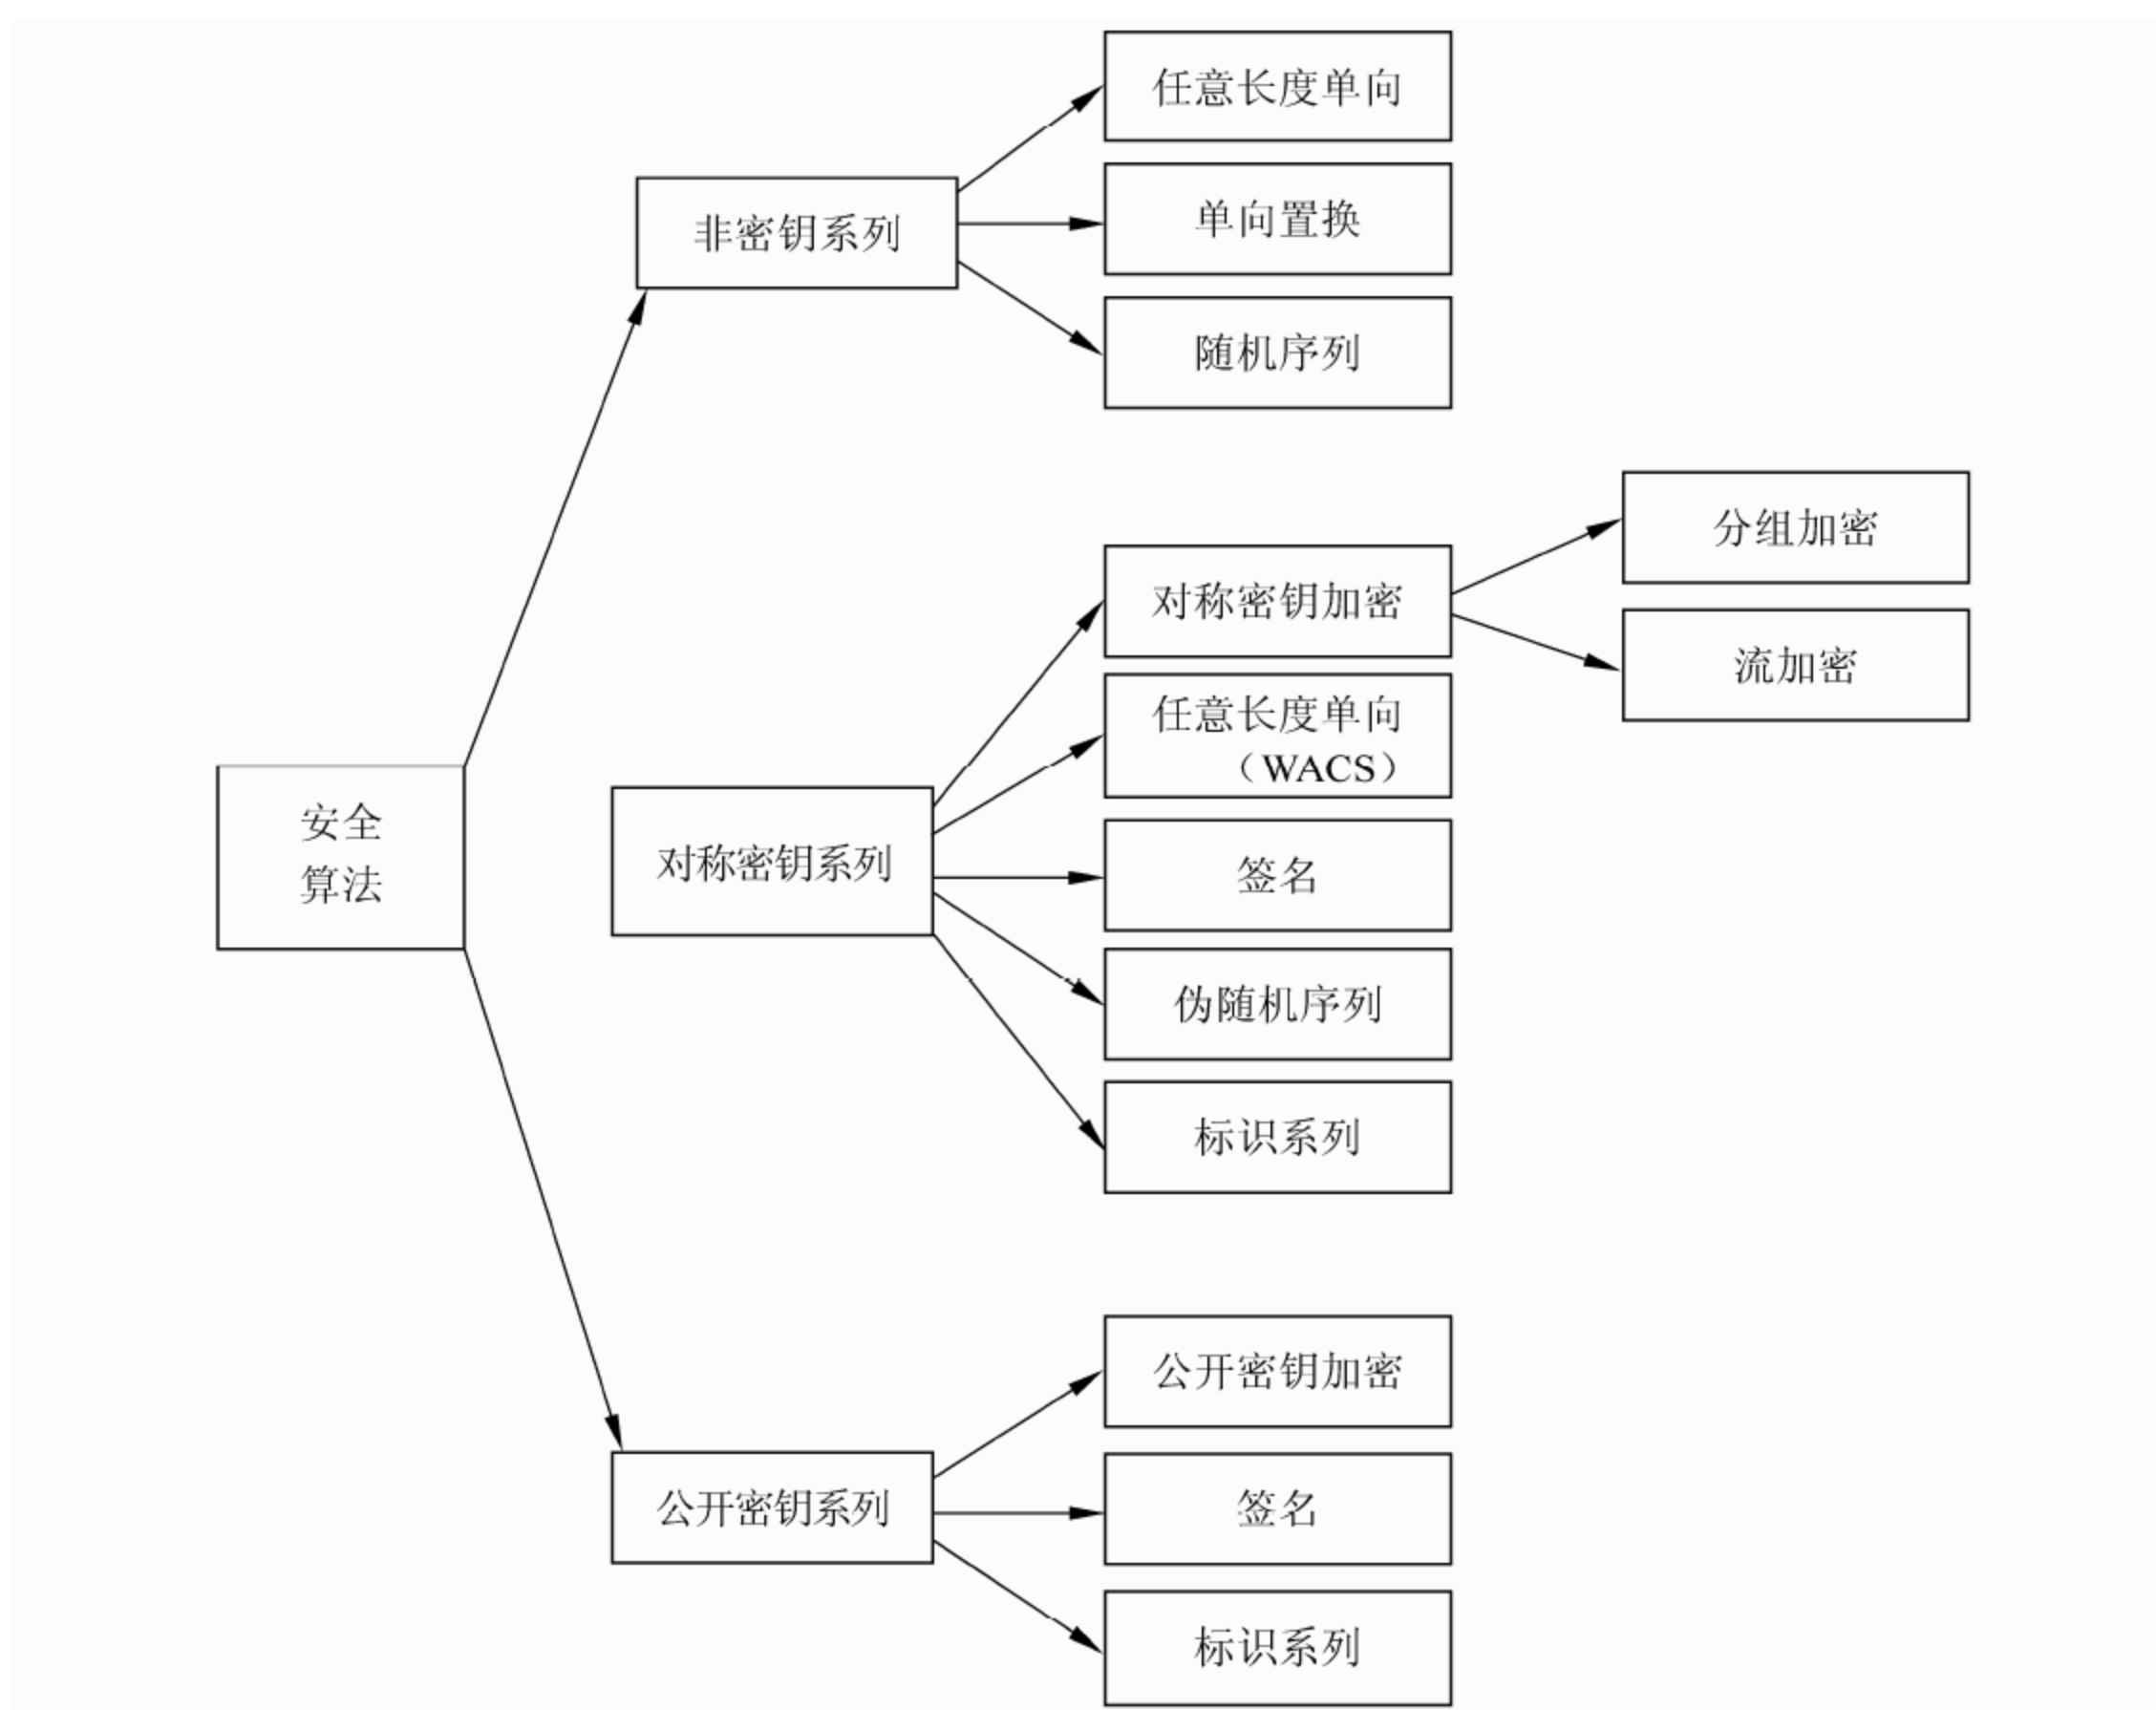 安全
算法
非密钥系列
任意长度单向
单向置换
随机序列
对称密钥系列
对称密钥加密
分组加密
流加密
任意长度单向
（WACS）
签名
伪随机序列
标识系列
公开密钥系列
公开密钥加密
签名
标识系列